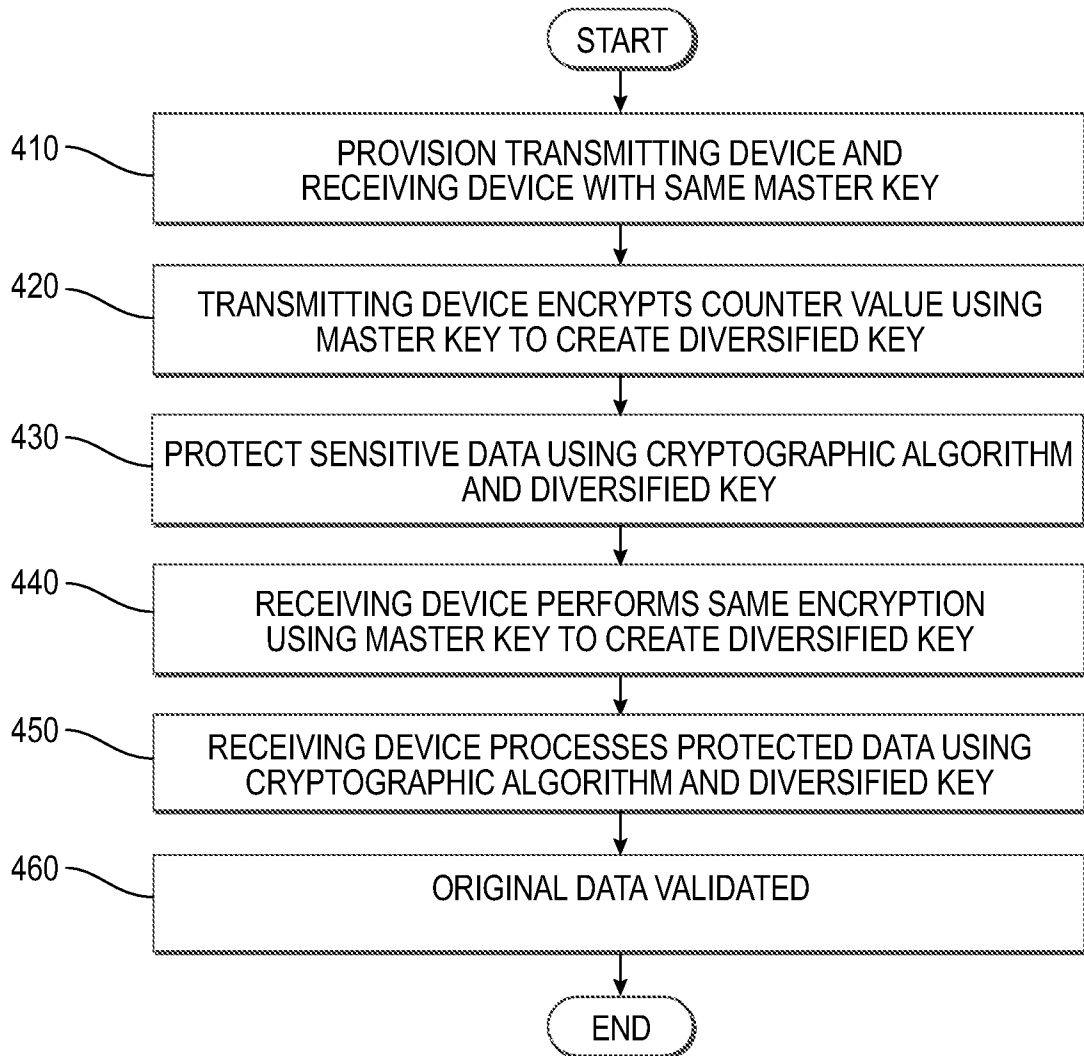 START
410
PROVISION TRANSMITTING DEVICE AND
RECEIVING DEVICE WITH SAME MASTER KEY
420
TRANSMITTING DEVICE ENCRYPTS COUNTER VALUE USING
MASTER KEY TO CREATE DIVERSIFIED KEY
430
PROTECT SENSITIVE DATA USING CRYPTOGRAPHIC ALGORITHM
AND DIVERSIFIED KEY
440
RECEIVING DEVICE PERFORMS SAME ENCRYPTION
USING MASTER KEY TO CREATE DIVERSIFIED KEY
450
RECEIVING DEVICE PROCESSES PROTECTED DATA USING
CRYPTOGRAPHIC ALGORITHM AND DIVERSIFIED KEY
460
ORIGINAL DATA VALIDATED
END